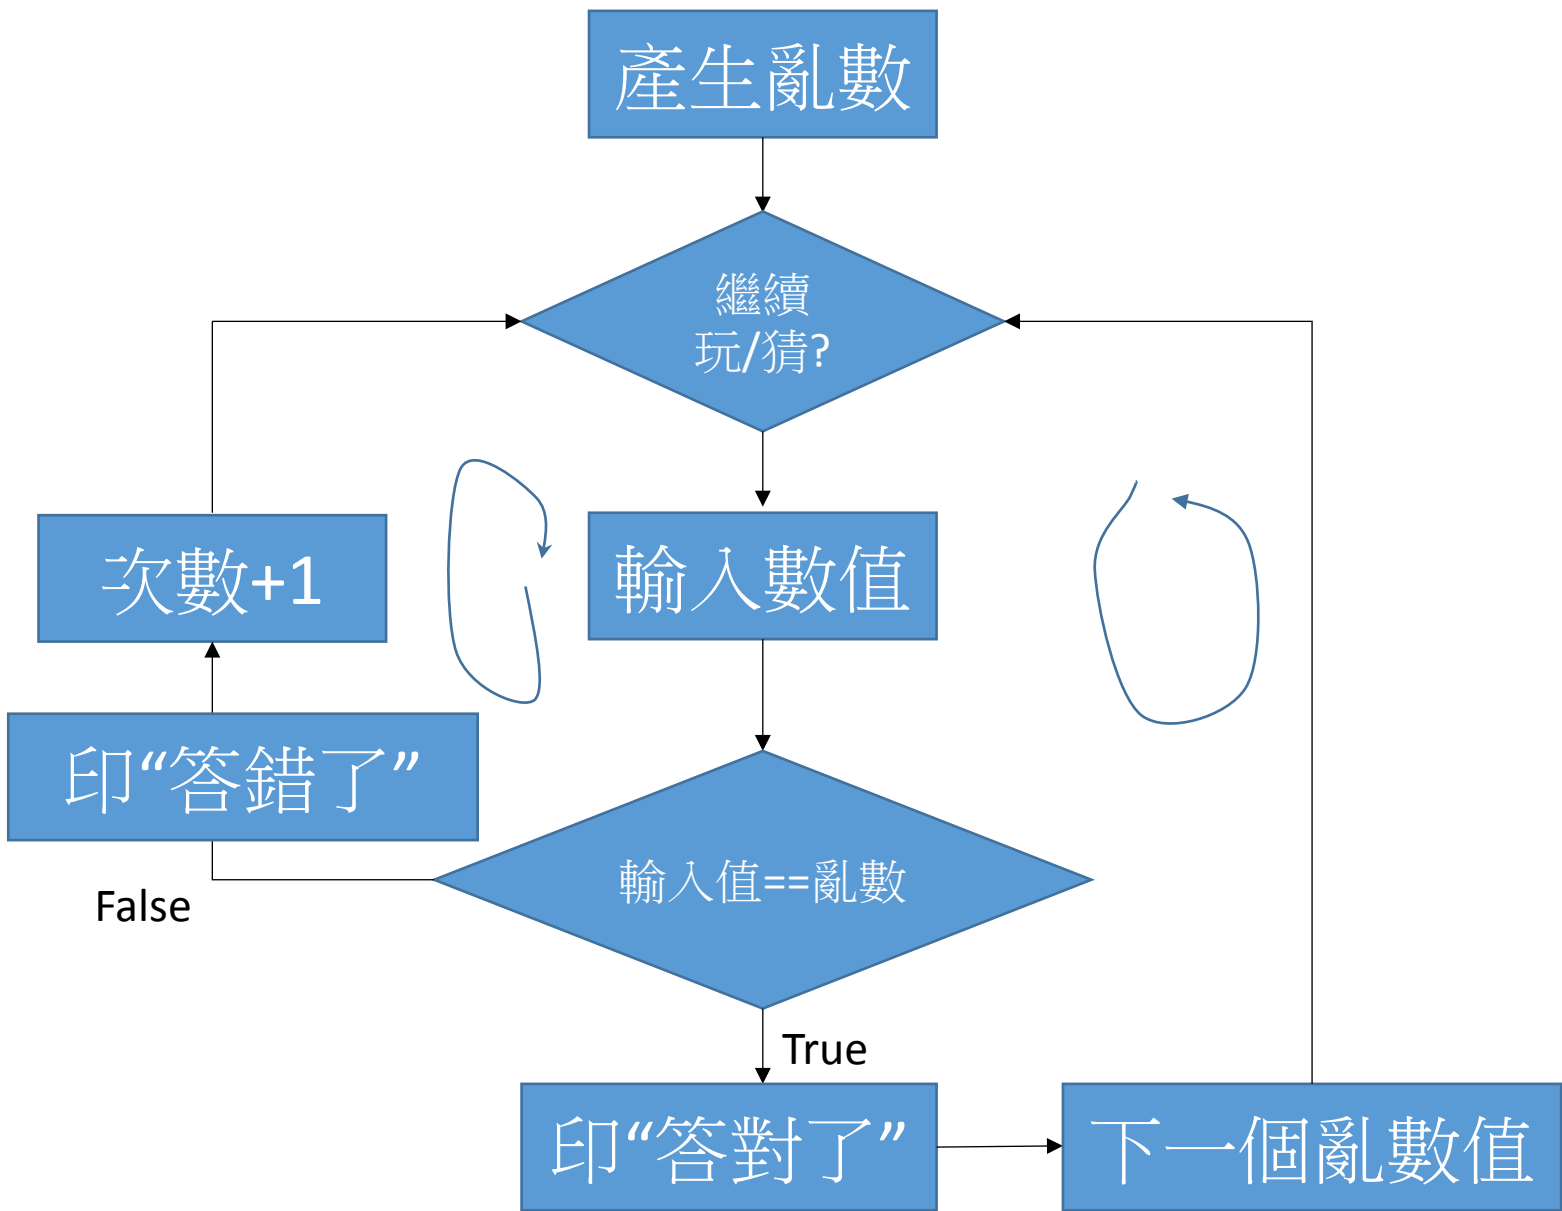 產生亂數
繼續
玩/猜?
次數+1
輸入數值
印“答錯了”
輸入值==亂數
False
True
印“答對了”
下一個亂數值